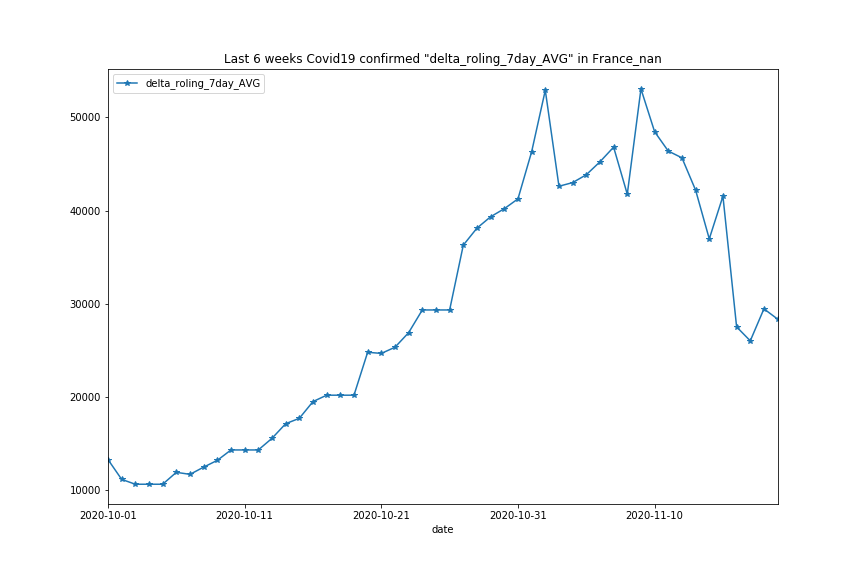 Last 6 weeks Covid19 confirmed "delta_roling_7day_AVG" in France_nan
delta_roling_7day_AVG
50000
40000
30000
20000
10000
2020-10-01 2020-10-11 2020-10-21 2020-10-31 2020-11-10
date